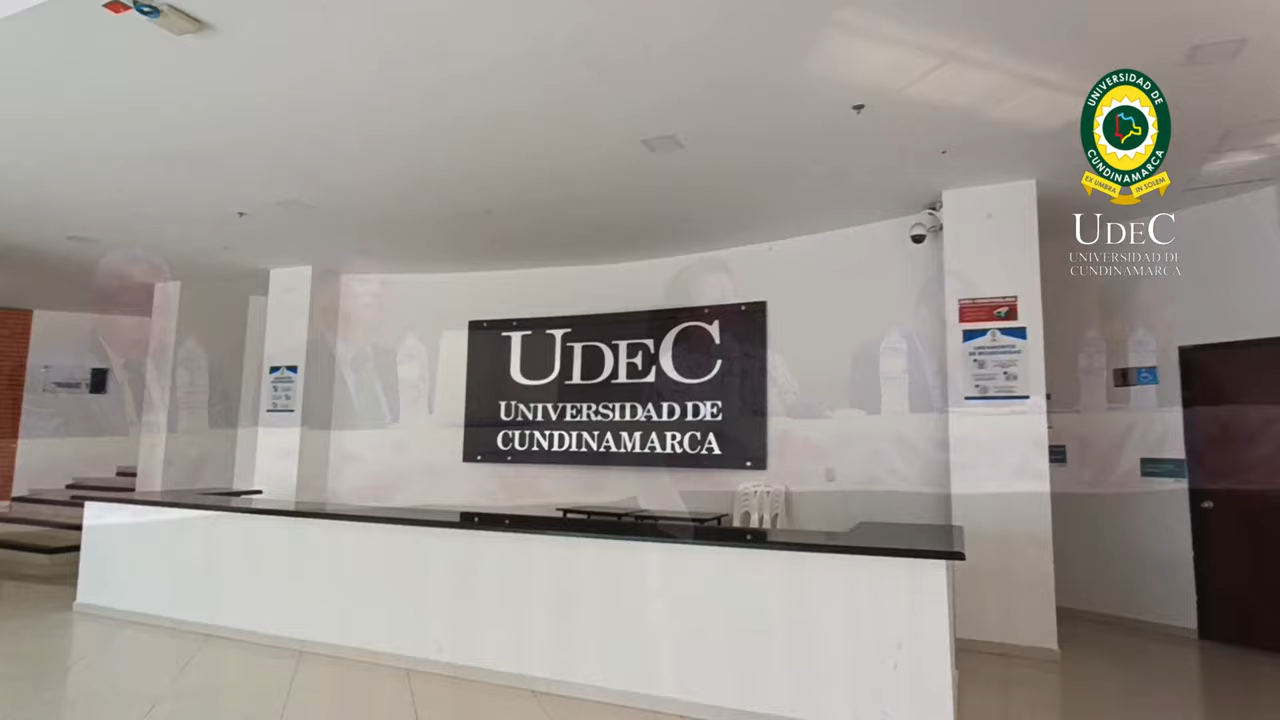 UDEC
UNIVERSIDAD DE
CUNDINAMARCA
UNIVERSIDAD DE
CUNDINAMARCA
EX UMBRA IN SOLEM
UDEC
UNIVERSIDAD DE
CUNDINAMARCA